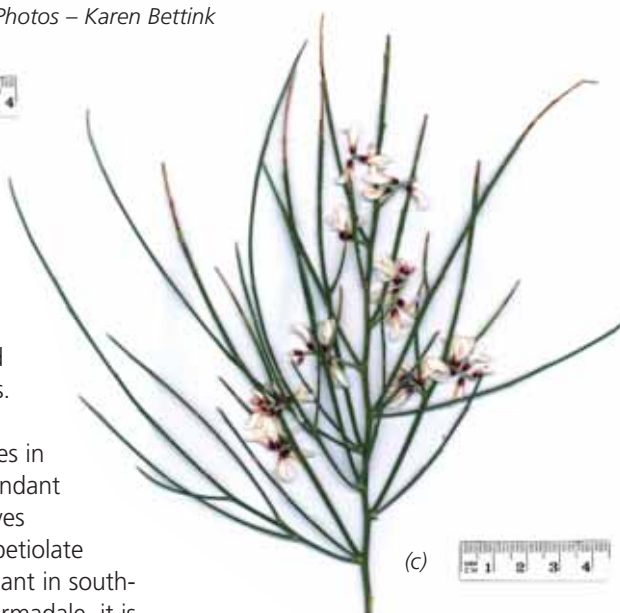 Photos – Karen Bettink
4
s.
es in
ndant
ves
petiolate
ant in south-
rmadale, it is
(c)
1 2 3 4